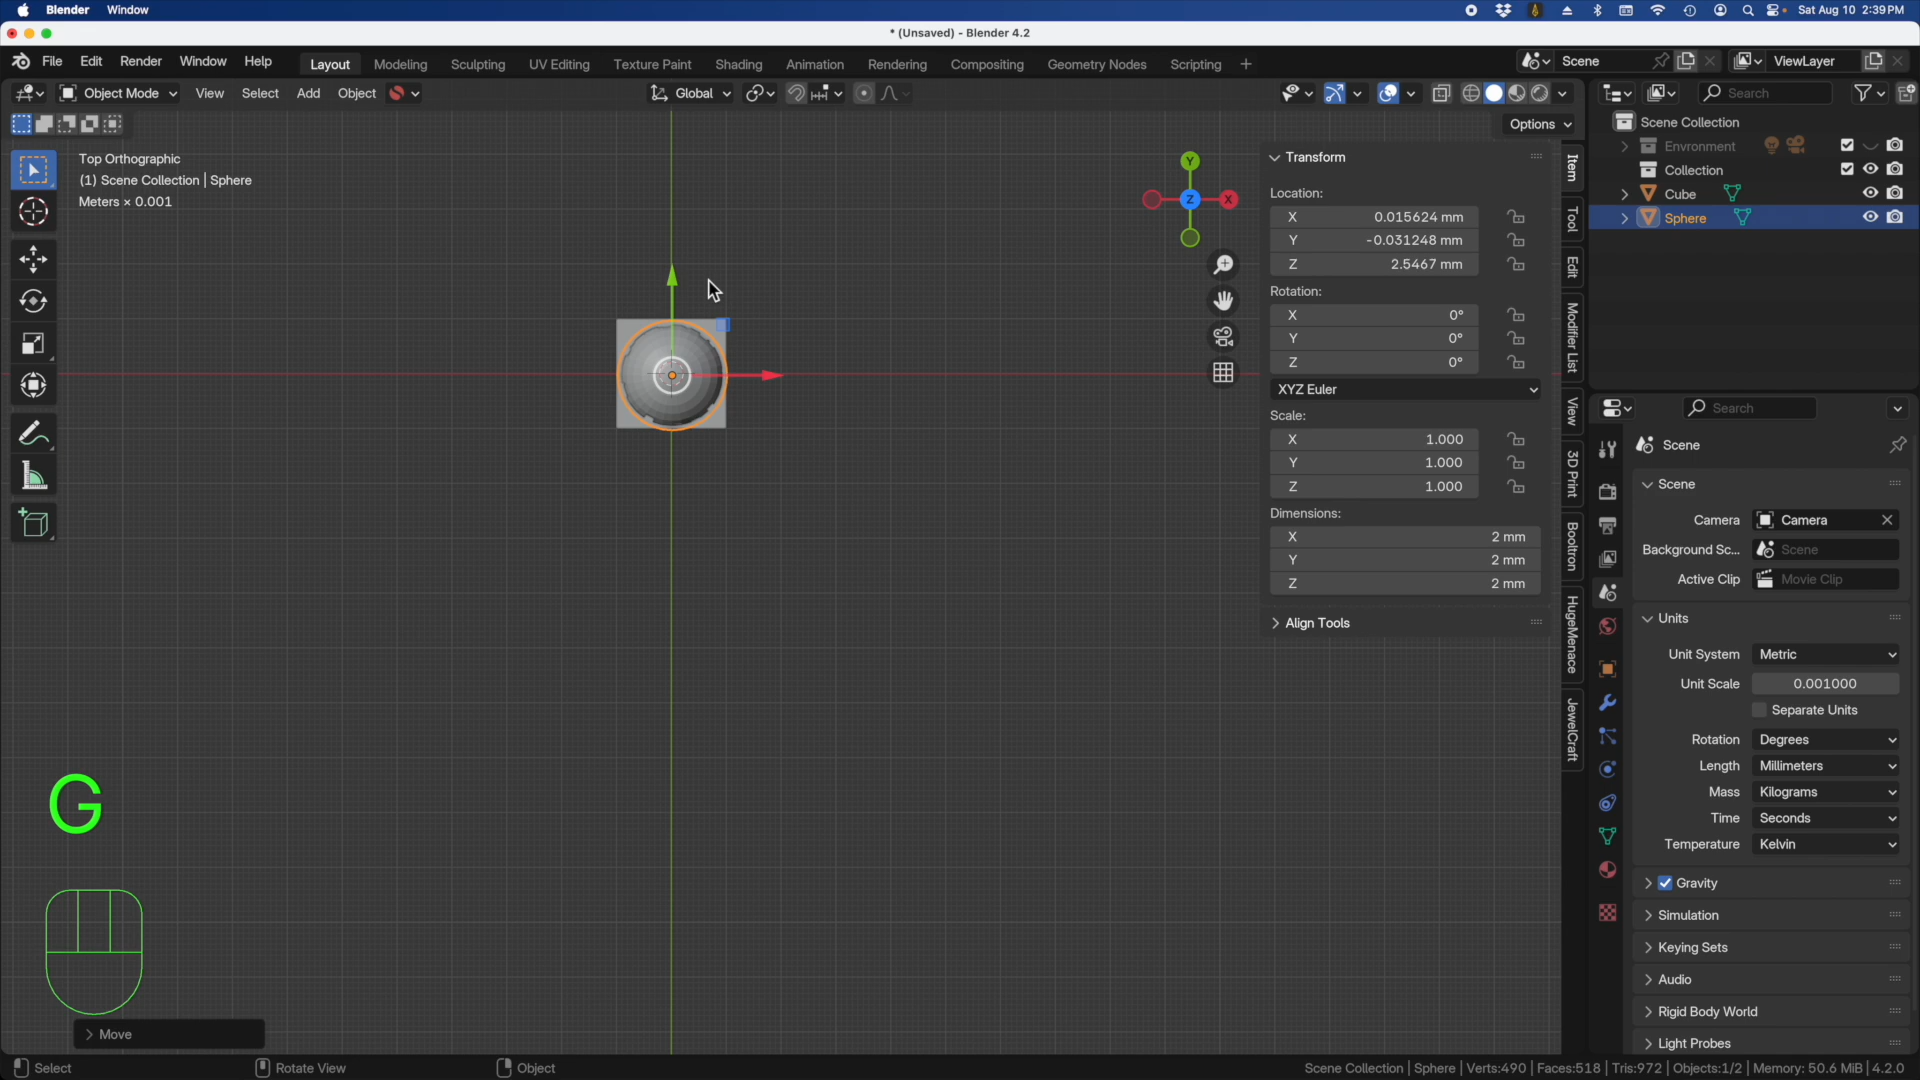 Blender Window
Sat Aug 10 2:39 PM
* (Unsaved) - Blender 4.2
File Edit Render Window Help
Layout Modeling Sculpting UV Editing Texture Paint Shading Animation Rendering Compositing Geometry Nodes Scripting +
Scene
ViewLayer
Object Mode View Select Add Object
Global
Options
Top Orthographic
(1) Scene Collection | Sphere
Meters × 0.001
Y
Z
X
Transform
Location:
X 0.015624 mm
Y -0.031248 mm
Z 2.5467 mm
Rotation:
X 0°
Y 0°
Z 0°
XYZ Euler
Scale:
X 1.000
Y 1.000
Z 1.000
Dimensions:
X 2 mm
Y 2 mm
Z 2 mm
Align Tools
Item
Tool
Edit
Modifier List
View
3D Print
Booltron
HugeMenace
JewelCraft
Search
Scene Collection
Environment
Collection
Cube
Sphere
Search
Scene
Scene
Camera Camera
Background Sc... Scene
Active Clip Movie Clip
Units
Unit System Metric
Unit Scale 0.001000
Separate Units
Rotation Degrees
Length Millimeters
Mass Kilograms
Time Seconds
Temperature Kelvin
Gravity
Simulation
Keying Sets
Audio
Rigid Body World
Light Probes
G
Move
Select Rotate View Object
Scene Collection | Sphere | Verts:490 | Faces:518 | Tris:972 | Objects:1/2 | Memory: 50.6 MiB | 4.2.0